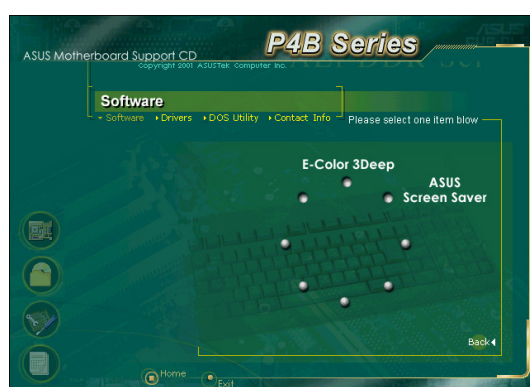 P4B Series
ASUS Motherboard Support CD
Copyright 2001 ASUSTek Computer Inc.
Software
Software Drivers DOS Utility Contact Info
Please select one item blow
E-Color 3Deep
ASUS
Screen Saver
Back
Home
Exit